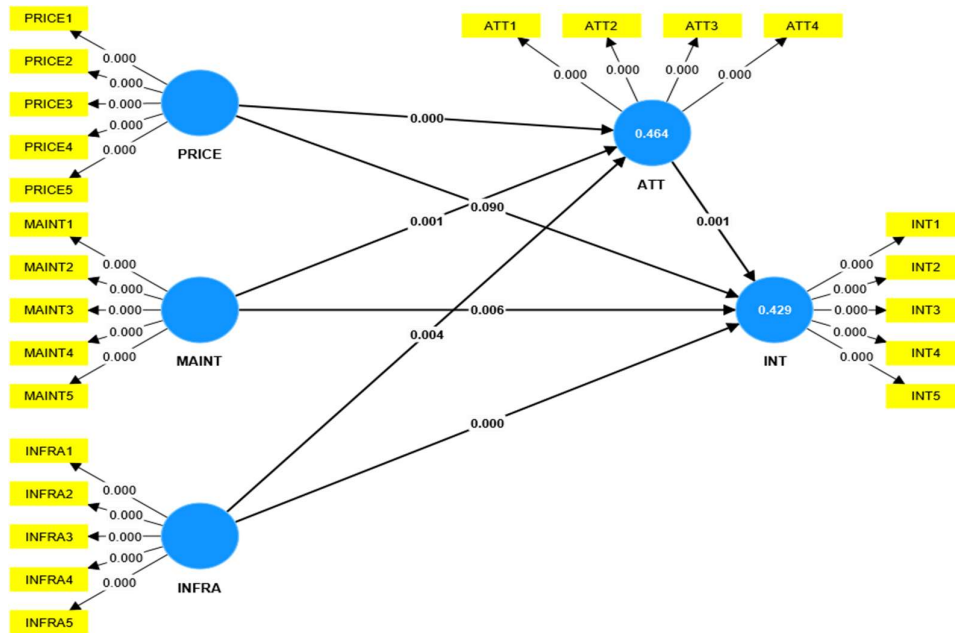 PRICE1
0.000
PRICE2
0.000
PRICE3
0.000
PRICE4
0.000
PRICE5
0.000
PRICE
MAINT1
0.000
MAINT2
0.000
MAINT3
0.000
MAINT4
0.000
MAINT5
0.000
MAINT
INFRA1
0.000
INFRA2
0.000
INFRA3
0.000
INFRA4
0.000
INFRA5
0.000
INFRA
ATT1
ATT2
ATT3
ATT4
0.000
0.000
0.000
0.000
0.464
ATT
0.000
0.090
0.001
0.001
0.006
0.004
0.000
0.429
INT
INT1
0.000
INT2
0.000
INT3
0.000
INT4
0.000
INT5
0.000